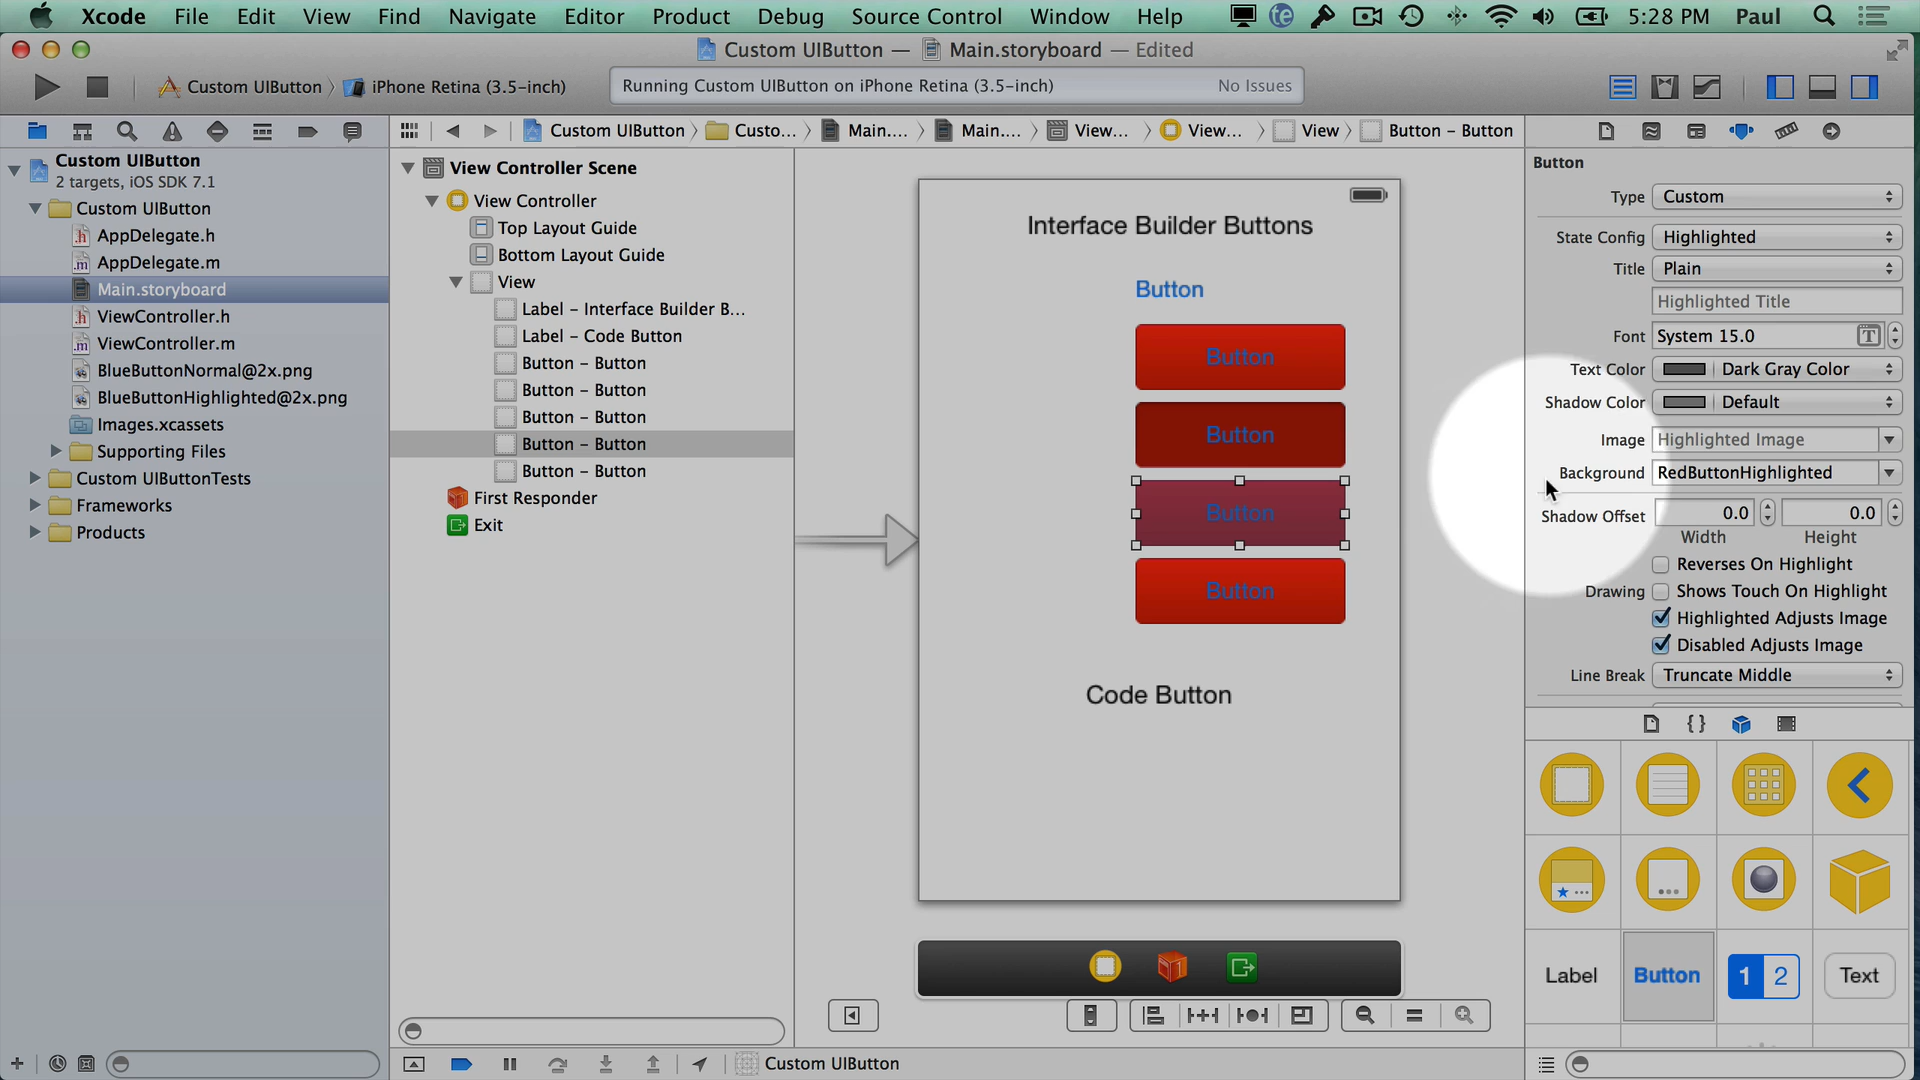 Xcode File Edit View Find Navigate Editor Product Debug Source Control Window Help te 5:28 PM Paul
Custom UIButton — Main.storyboard — Edited
Custom UIButton iPhone Retina (3.5-inch)
Running Custom UIButton on iPhone Retina (3.5-inch) No Issues
Custom UIButton Custo... Main.... Main.... View... View... View Button – Button
Custom UIButton
2 targets, iOS SDK 7.1
Custom UIButton
AppDelegate.h
AppDelegate.m
Main.storyboard
ViewController.h
ViewController.m
BlueButtonNormal@2x.png
BlueButtonHighlighted@2x.png
Images.xcassets
Supporting Files
Custom UIButtonTests
Frameworks
Products
View Controller Scene
View Controller
Top Layout Guide
Bottom Layout Guide
View
Label – Interface Builder B...
Label – Code Button
Button – Button
Button – Button
Button – Button
Button – Button
Button – Button
First Responder
Exit
Interface Builder Buttons
Button
Button
Button
Button
Button
Code Button
Button
Type Custom
State Config Highlighted
Title Plain
Highlighted Title
Font System 15.0 T
Text Color Dark Gray Color
Shadow Color Default
Image Highlighted Image
Background RedButtonHighlighted
Shadow Offset 0.0 0.0
Width Height
Reverses On Highlight
Drawing Shows Touch On Highlight
Highlighted Adjusts Image
Disabled Adjusts Image
Line Break Truncate Middle
Label Button 1 2 Text
Custom UIButton